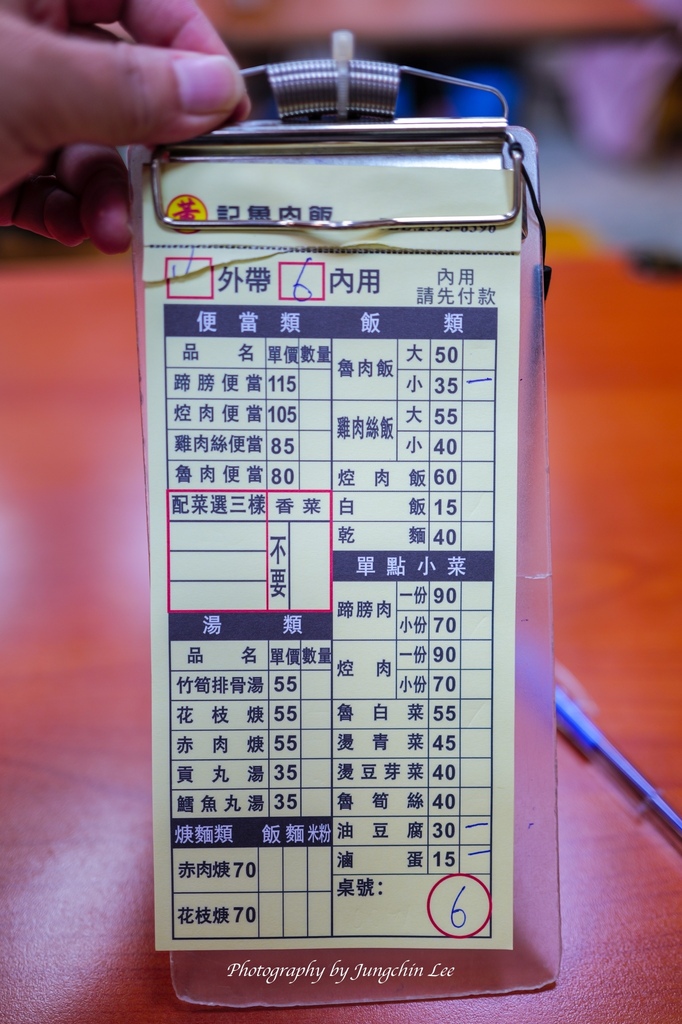 黃 記魯肉飯
外帶 6 內用 內用
請先付款
便當類
品名 單價 數量
蹄膀便當 115
焢肉便當 105
雞肉絲便當 85
魯肉便當 80
配菜選三樣 香菜
不要
湯類
品名 單價 數量
竹筍排骨湯 55
花枝焿 55
赤肉焿 55
貢丸湯 35
鱈魚丸湯 35
焿麵類 飯 麵 米粉
赤肉焿 70
花枝焿 70
飯類
魯肉飯 大 50
小 35 一
雞肉絲飯 大 55
小 40
焢肉飯 60
白飯 15
乾麵 40
單點小菜
蹄膀肉 一份 90
小份 70
焢肉 一份 90
小份 70
魯白菜 55
燙青菜 45
燙豆芽菜 40
魯筍絲 40
油豆腐 30 一
滷蛋 15 一
桌號: 6
Photography by Jungchin Lee